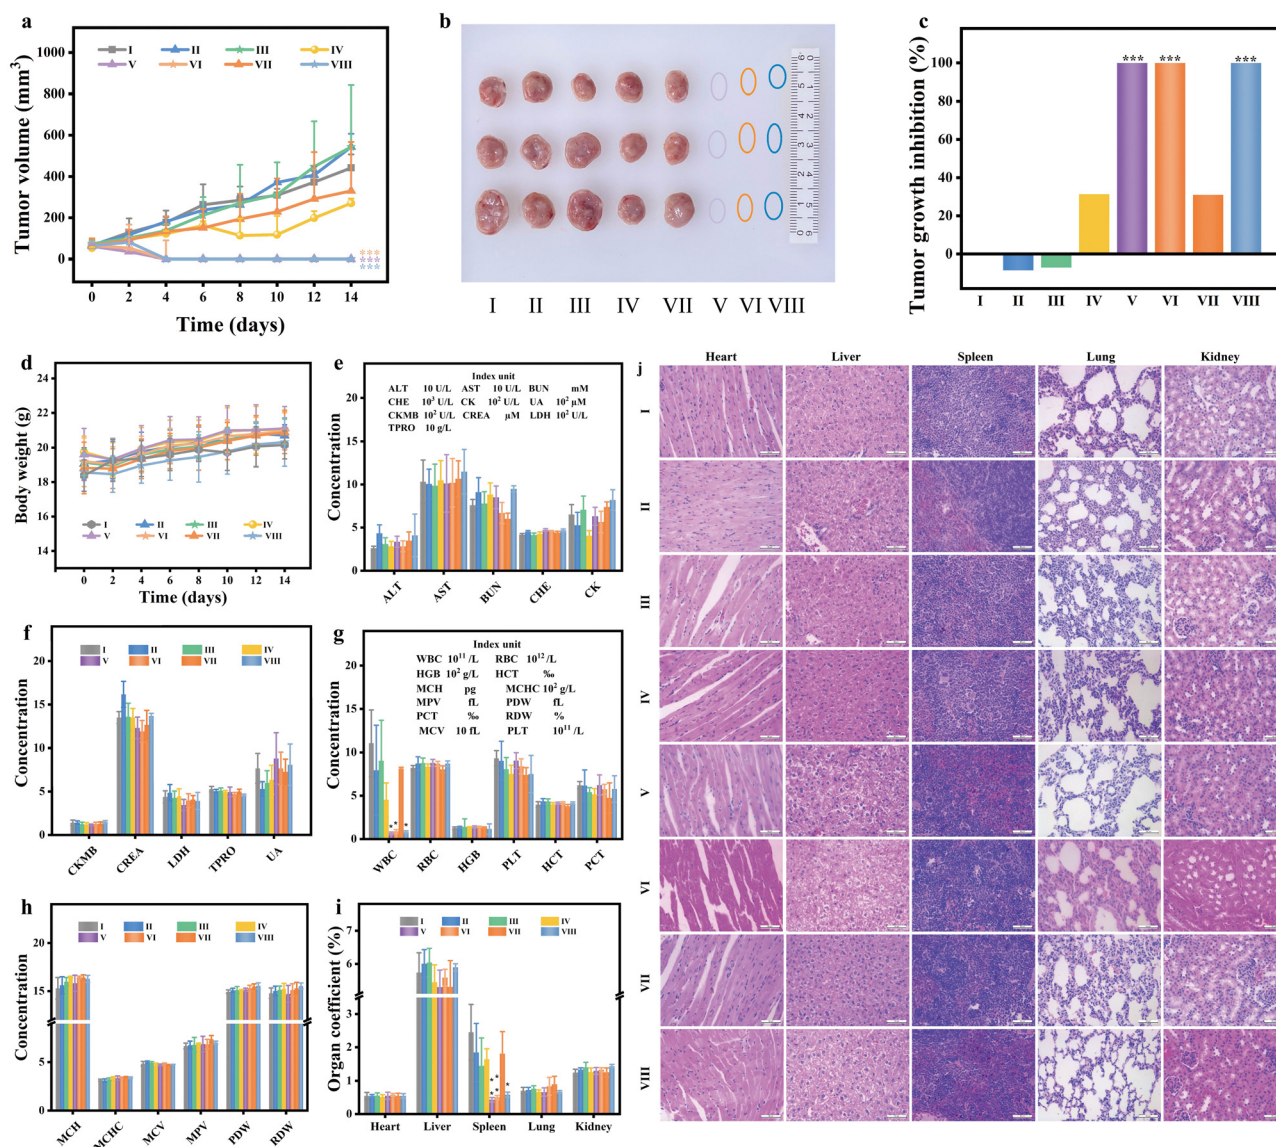 a
Tumor volume (mm³)
1000
800
600
400
200
0
I II III IV
V VI VII VIII
***
***
***
0 2 4 6 8 10 12 14
Time (days)
b
I II III IV VII V VI VIII
c
Tumor growth inhibition (%)
100
80
60
40
20
0
*** *** ***
I II III IV V VI VII VIII
d
Body weight (g)
24
22
20
18
16
14
I II III IV
V VI VII VIII
0 2 4 6 8 10 12 14
Time (days)
e
Concentration
20
15
10
5
0
Index unit
ALT 10 U/L AST 10 U/L BUN mM
CHE 10³ U/L CK 10² U/L UA 10² μM
CKMB 10² U/L CREA μM LDH 10² U/L
TPRO 10 g/L
ALT AST BUN CHE CK
f
Concentration
20
15
10
5
0
I II III IV
V VI VII VIII
CKMB CREA LDH TPRO UA
g
Concentration
20
15
10
5
0
Index unit
WBC 10¹¹ /L RBC 10¹² /L
HGB 10² g/L HCT ‰
MCH pg MCHC 10² g/L
MPV fL PDW fL
PCT ‰ RDW %
MCV 10 fL PLT 10¹¹ /L
* * *
WBC RBC HGB PLT HCT PCT
h
Concentration
20
15
5
0
I II III IV
V VI VII VIII
MCH MCHC MCV MPV PDW RDW
i
Organ coefficient (%)
7
6
5
3
2
1
0
I II III IV
V VI VII VIII
Heart Liver Spleen Lung Kidney
j
Heart Liver Spleen Lung Kidney
I
II
III
IV
V
VI
VII
VIII